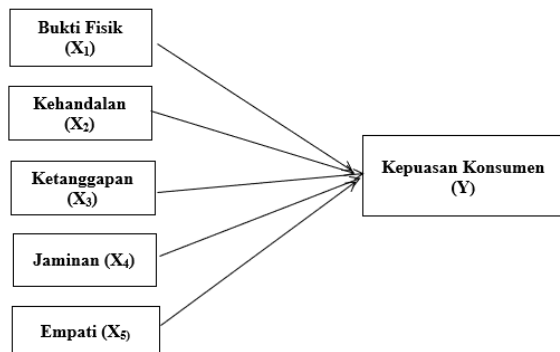 Bukti Fisik
(X₁)
Kehandalan
(X₂)
Ketanggapan
(X₃)
Jaminan (X₄)
Empati (X₅)
Kepuasan Konsumen
(Y)